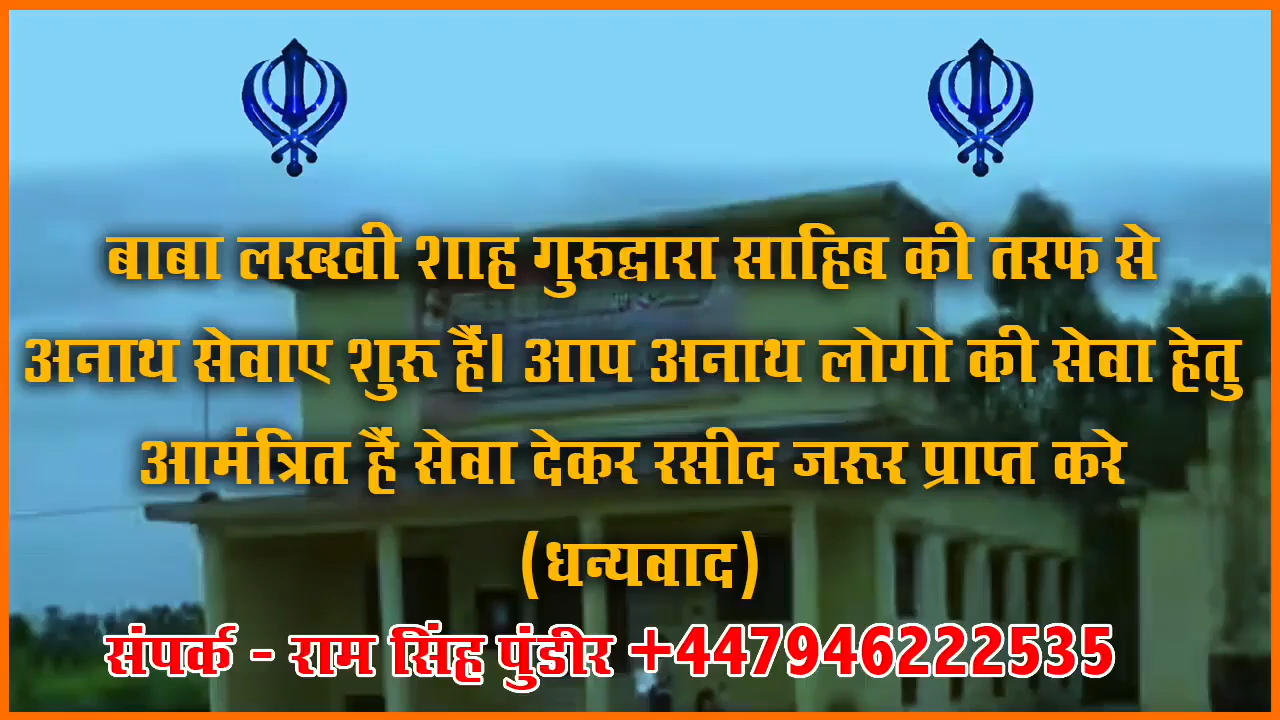 बाबा लख्खी शाह गुरुद्वारा साहिब की तरफ से
अनाथ सेवाए शुरू हैं। आप अनाथ लोगो की सेवा हेतु
आमंत्रित हैं सेवा देकर रसीद जरूर प्राप्त करे
(धन्यवाद)
संपर्क - राम सिंह पुंडीर +447946222535